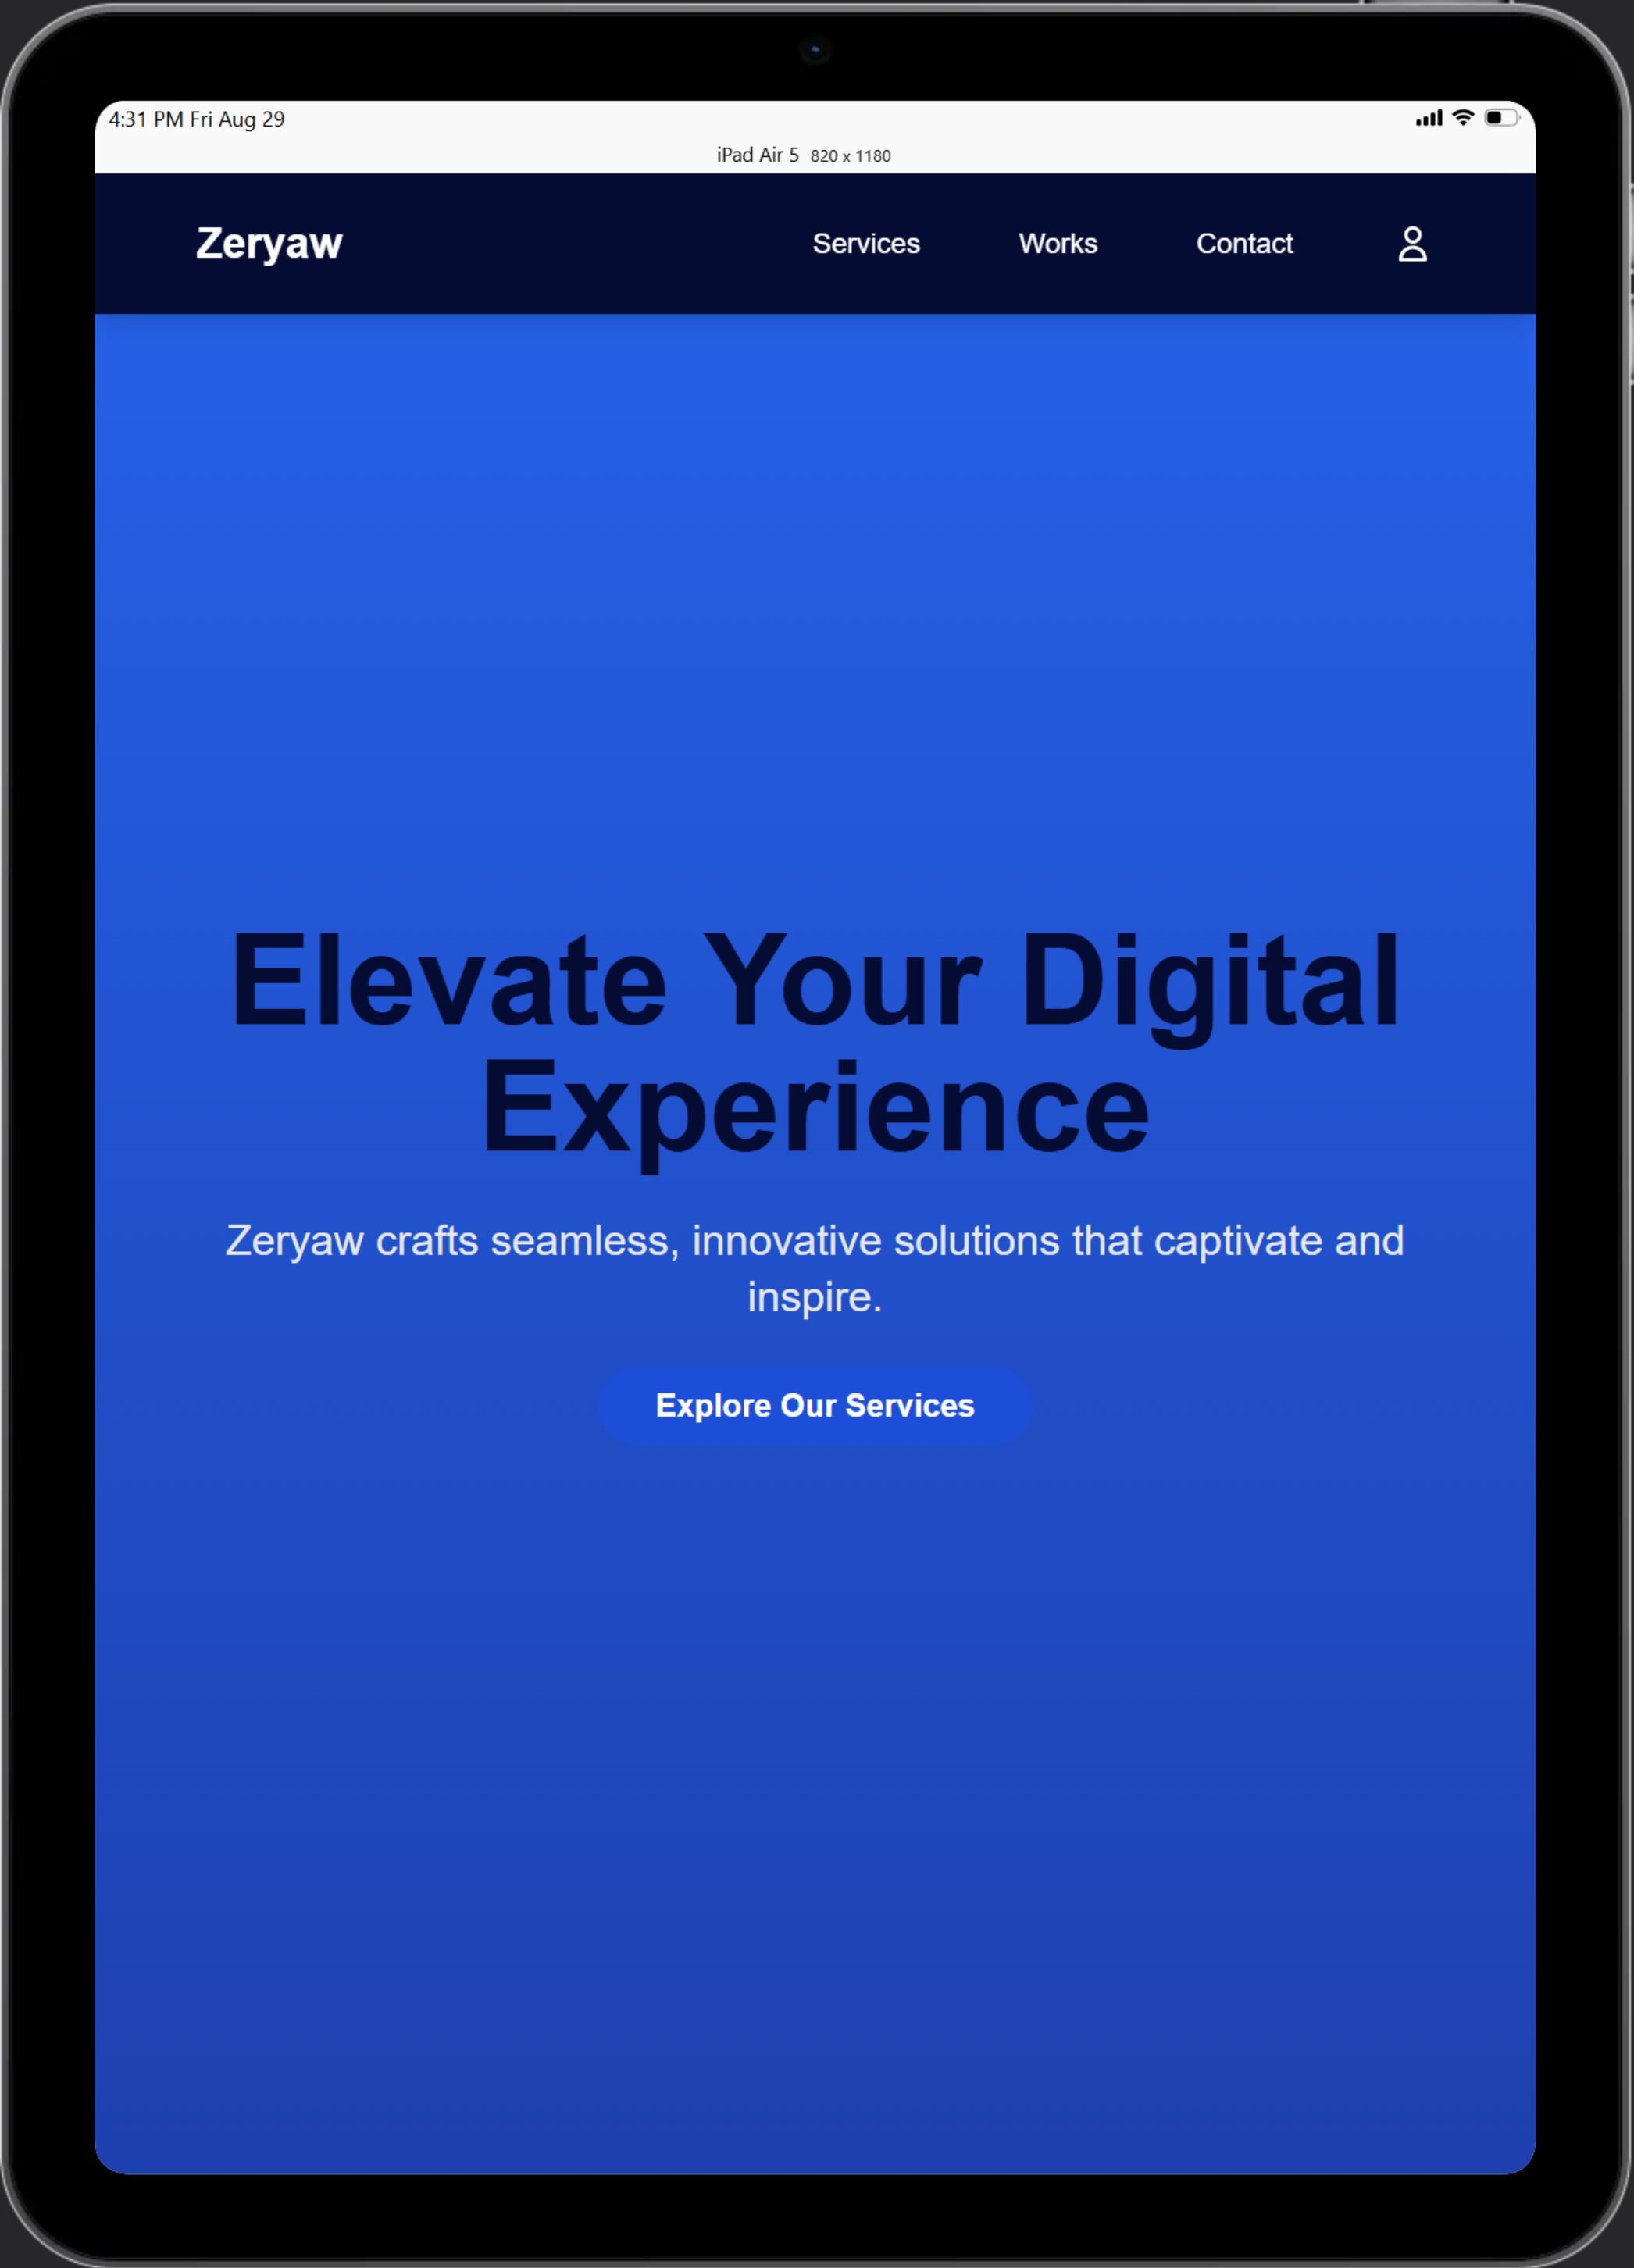 4:31 PM Fri Aug 29
iPad Air 5 820 x 1180
Zeryaw Services Works Contact
Elevate Your Digital
Experience
Zeryaw crafts seamless, innovative solutions that captivate and
inspire.
Explore Our Services